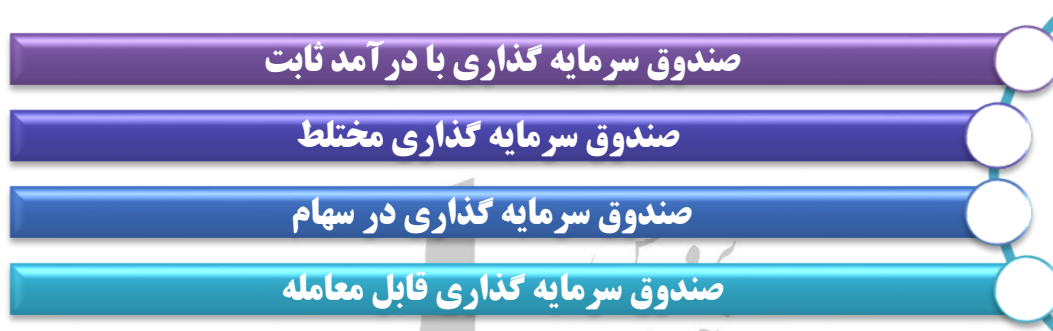 صندوق سرمایه گذاری با درآمد ثابت
صندوق سرمایه گذاری مختلط
صندوق سرمایه گذاری در سهام
صندوق سرمایه گذاری قابل معامله